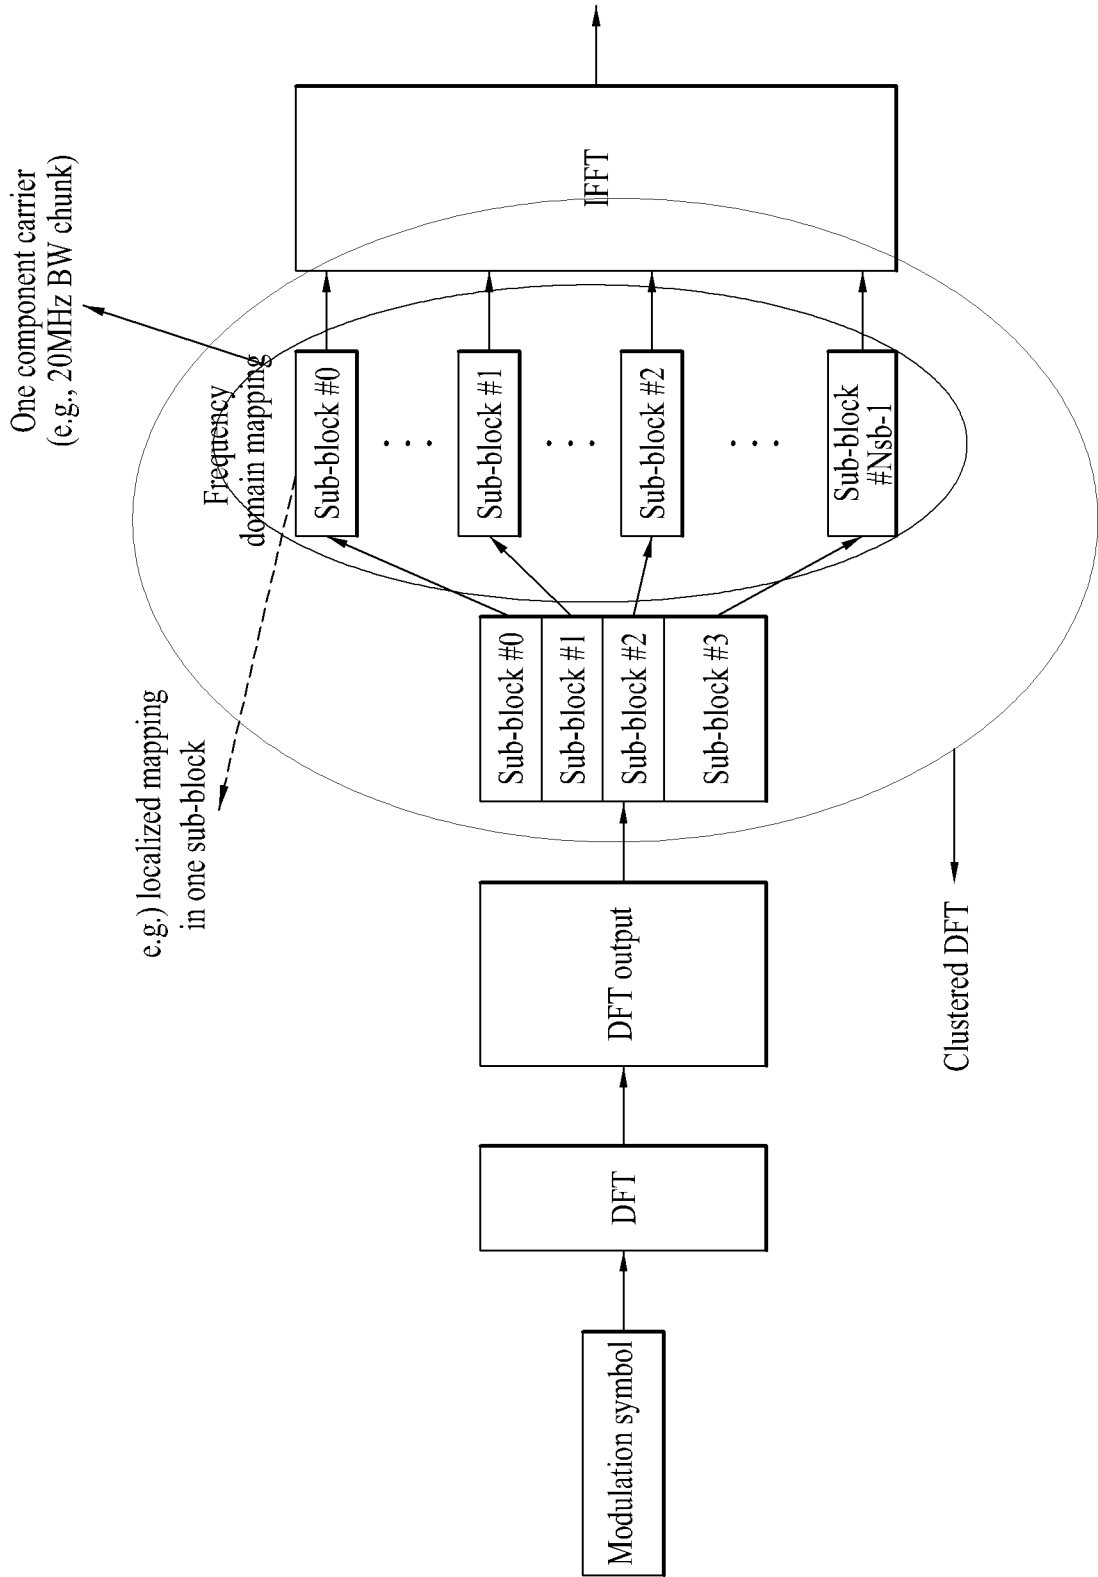 Modulation symbol
DFT
DFT output
Sub-block #0
Sub-block #1
Sub-block #2
Sub-block #3
e.g.) localized mapping
in one sub-block
Frequency
domain mapping
One component carrier
(e.g., 20MHz BW chunk)
Sub-block #0
. . .
Sub-block #1
. . .
Sub-block #2
. . .
Sub-block
#Nsb-1
IFFT
Clustered DFT